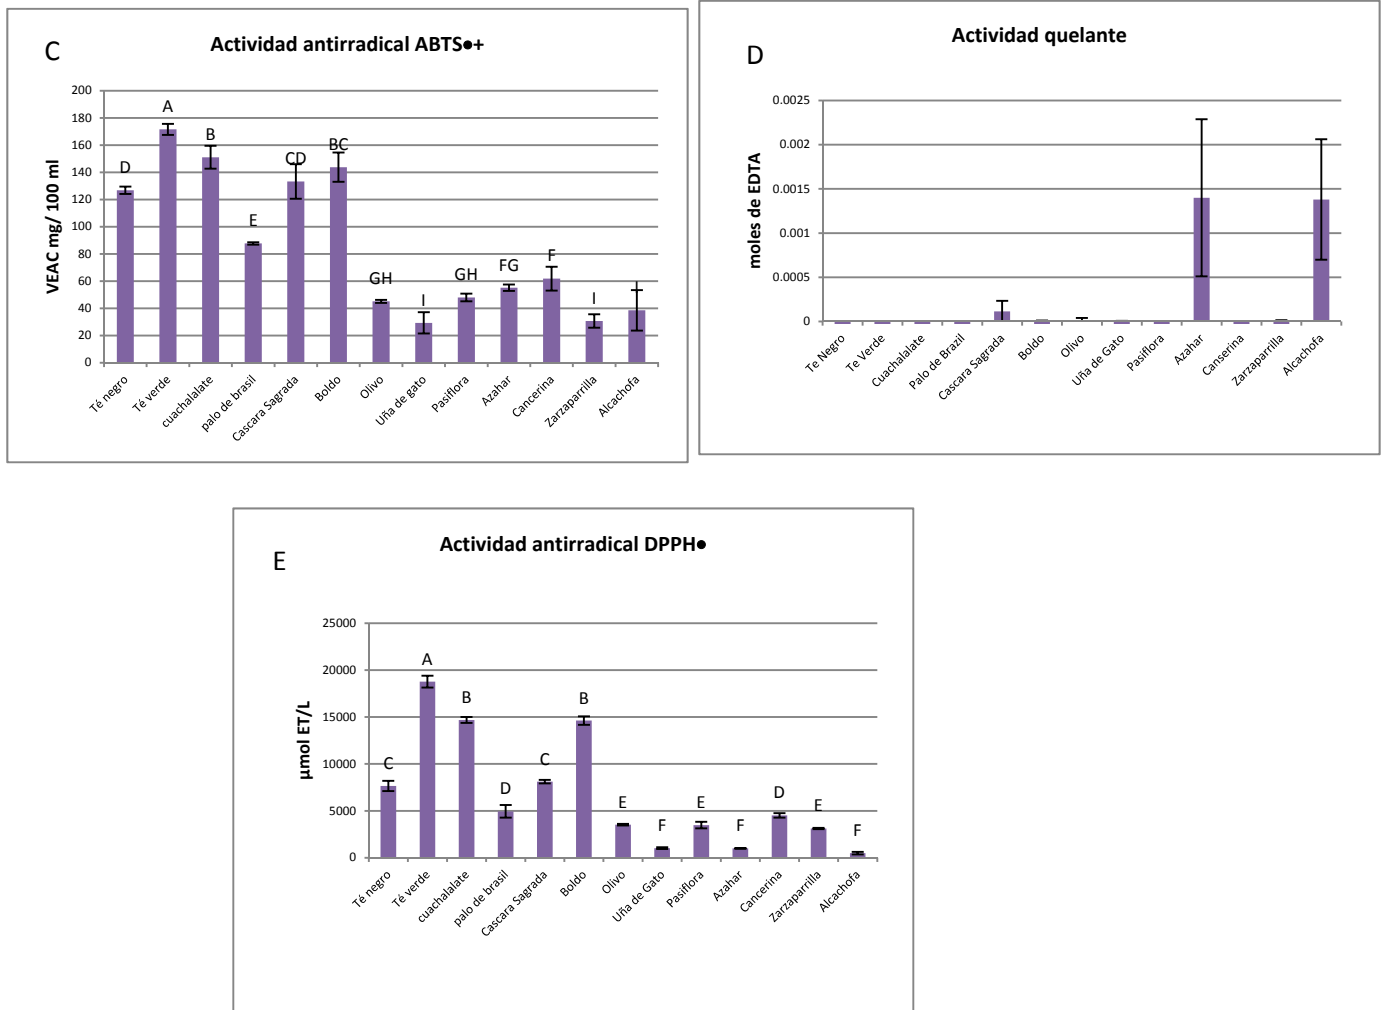 C
Actividad antirradical ABTS●+
VEAC mg/ 100 ml
200
180
160
140
120
100
80
60
40
20
0
D
A
B
E
CD
BC
GH
I
GH
FG
F
I
I
Té negro
Té verde
cuachalalate
palo de brasil
Cascara Sagrada
Boldo
Olivo
Uña de gato
Pasiflora
Azahar
Cancerina
Zarzaparrilla
Alcachofa
D
Actividad quelante
moles de EDTA
0.0025
0.002
0.0015
0.001
0.0005
0
Te Negro
Te Verde
Cuachalalate
Palo de Brazil
Cascara Sagrada
Boldo
Olivo
Uña de Gato
Pasiflora
Azahar
Canserina
Zarzaparrilla
Alcachofa
E
Actividad antirradical DPPH●
µmol ET/L
25000
20000
15000
10000
5000
0
C
A
B
D
C
B
E
F
E
F
D
E
F
Té negro
Té verde
cuachalalate
palo de brasil
Cascara Sagrada
Boldo
Olivo
Uña de Gato
Pasiflora
Azahar
Cancerina
Zarzaparrilla
Alcachofa